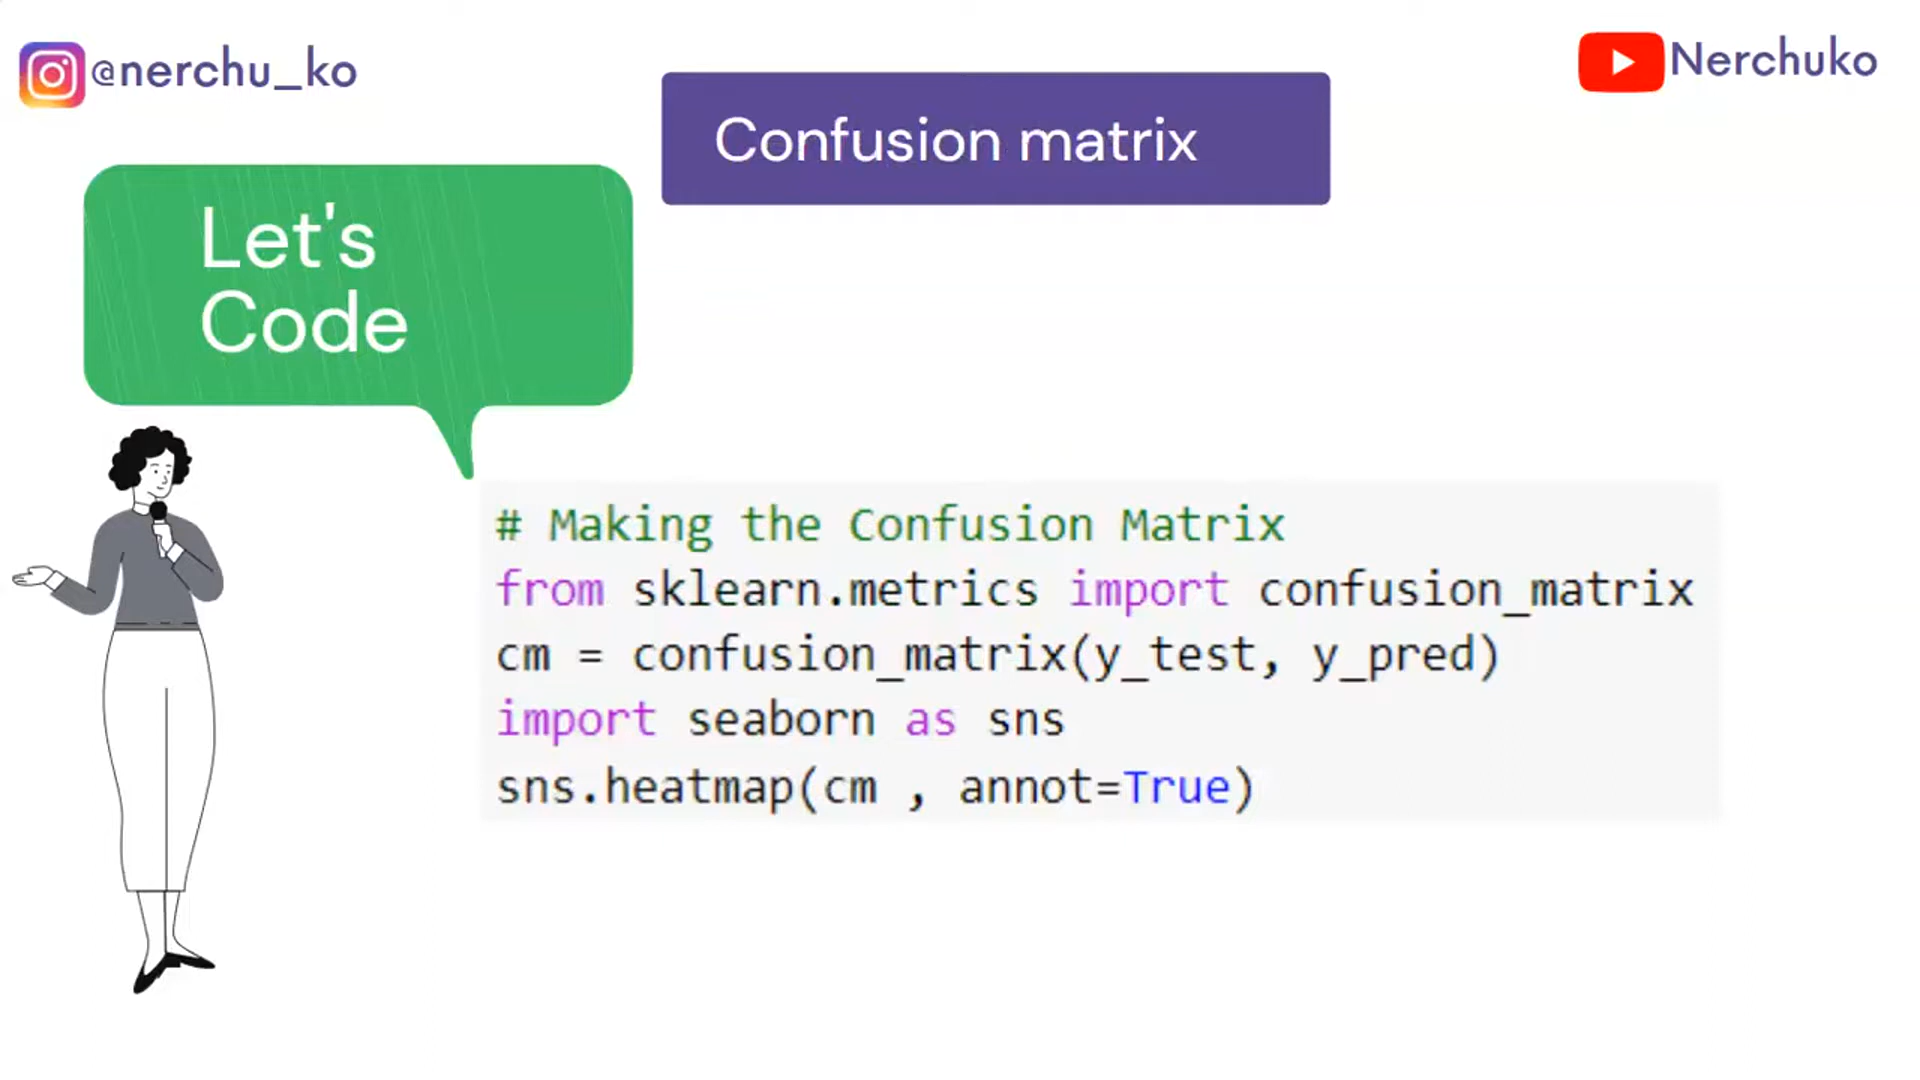 @nerchu_ko
Nerchuko
Confusion matrix
Let's
Code
# Making the Confusion Matrix
from sklearn.metrics import confusion_matrix
cm = confusion_matrix(y_test, y_pred)
import seaborn as sns
sns.heatmap(cm , annot=True)